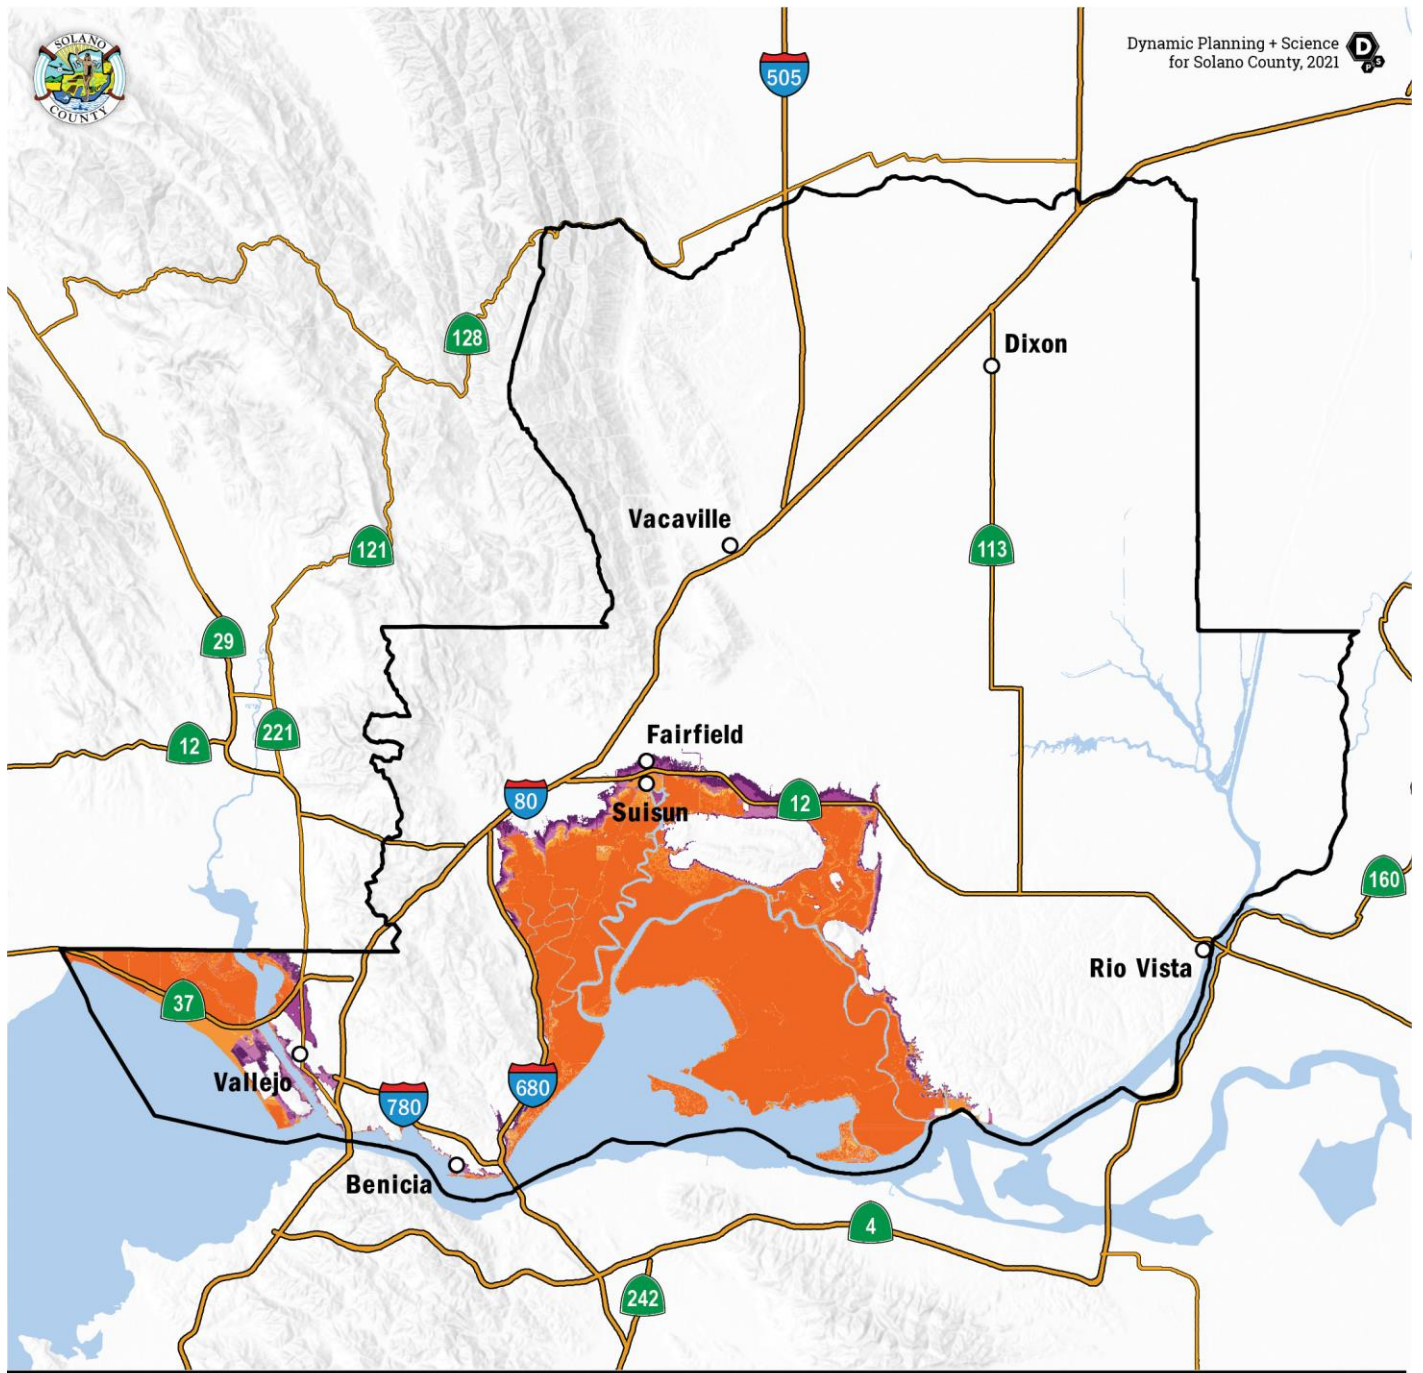 SOLANO
COUNTY
Dynamic Planning + Science
for Solano County, 2021
D
P
S
505
128
Dixon
Vacaville
121
113
29
221
12
Fairfield
80
Suisun
12
160
Rio Vista
37
Vallejo
780
680
Benicia
4
242